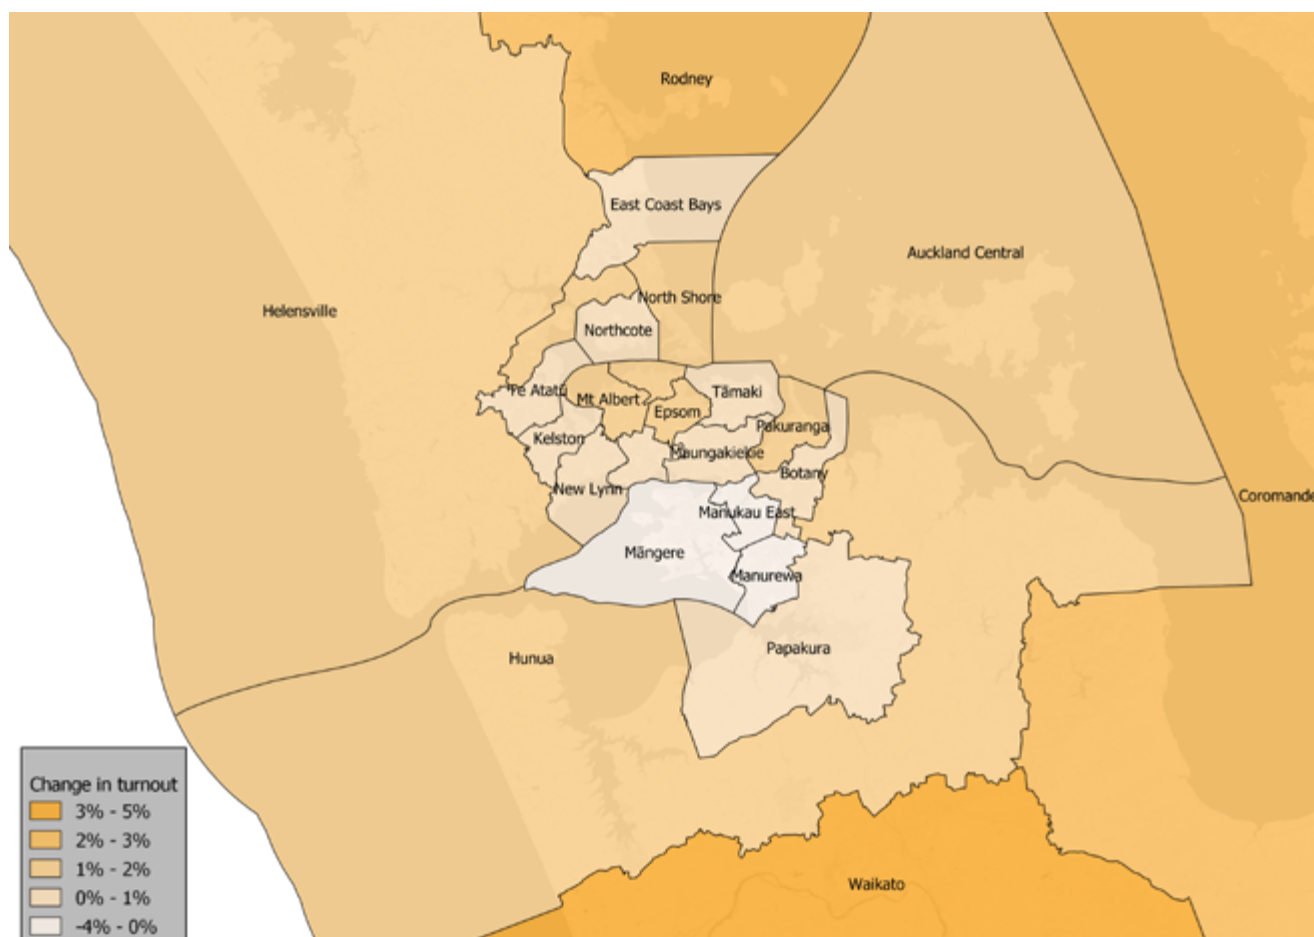 Rodney
East Coast Bays
Auckland Central
North Shore
Helensville
Northcote
Te Atatū
Mt Albert
Tāmaki
Epsom
Pakuranga
Kelston
Maungakiekie
Botany
New Lynn
Coromande
Manukau East
Māngere
Manurewa
Papakura
Hunua
Change in turnout
3% - 5%
2% - 3%
1% - 2%
0% - 1%
-4% - 0%
Waikato